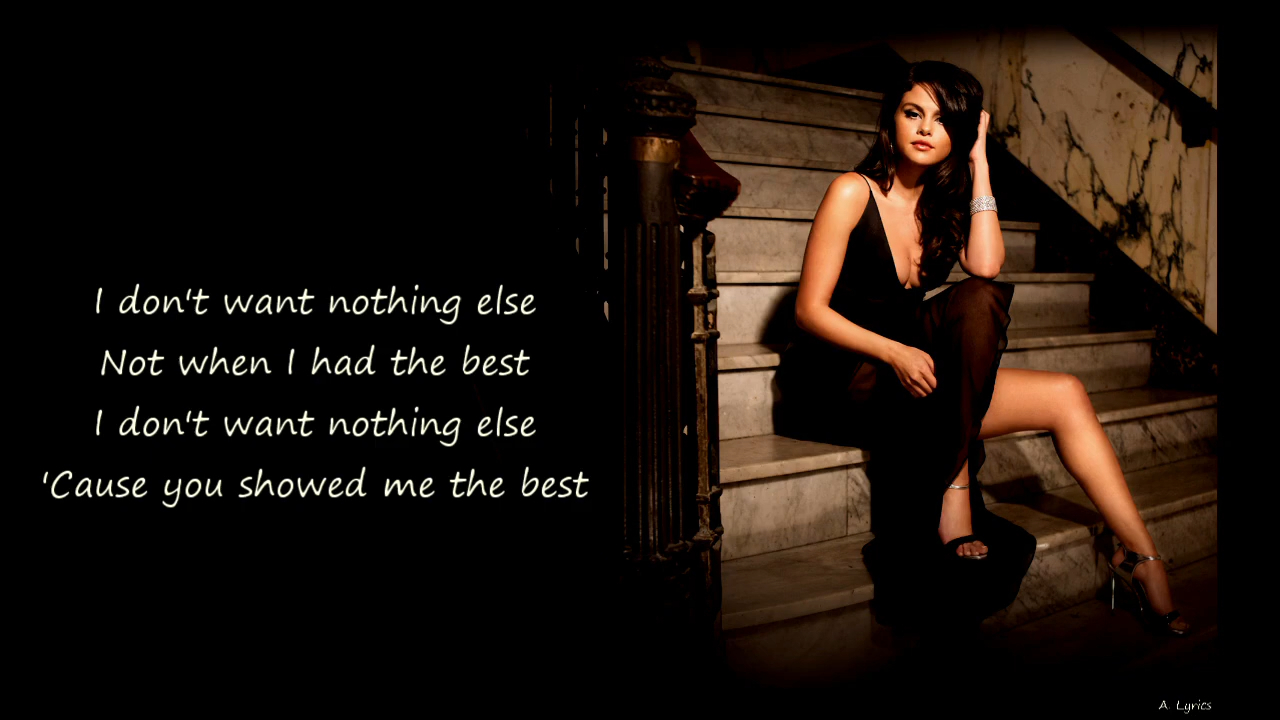 I don't want nothing else
Not when I had the best
I don't want nothing else
'Cause you showed me the best
A. Lyrics